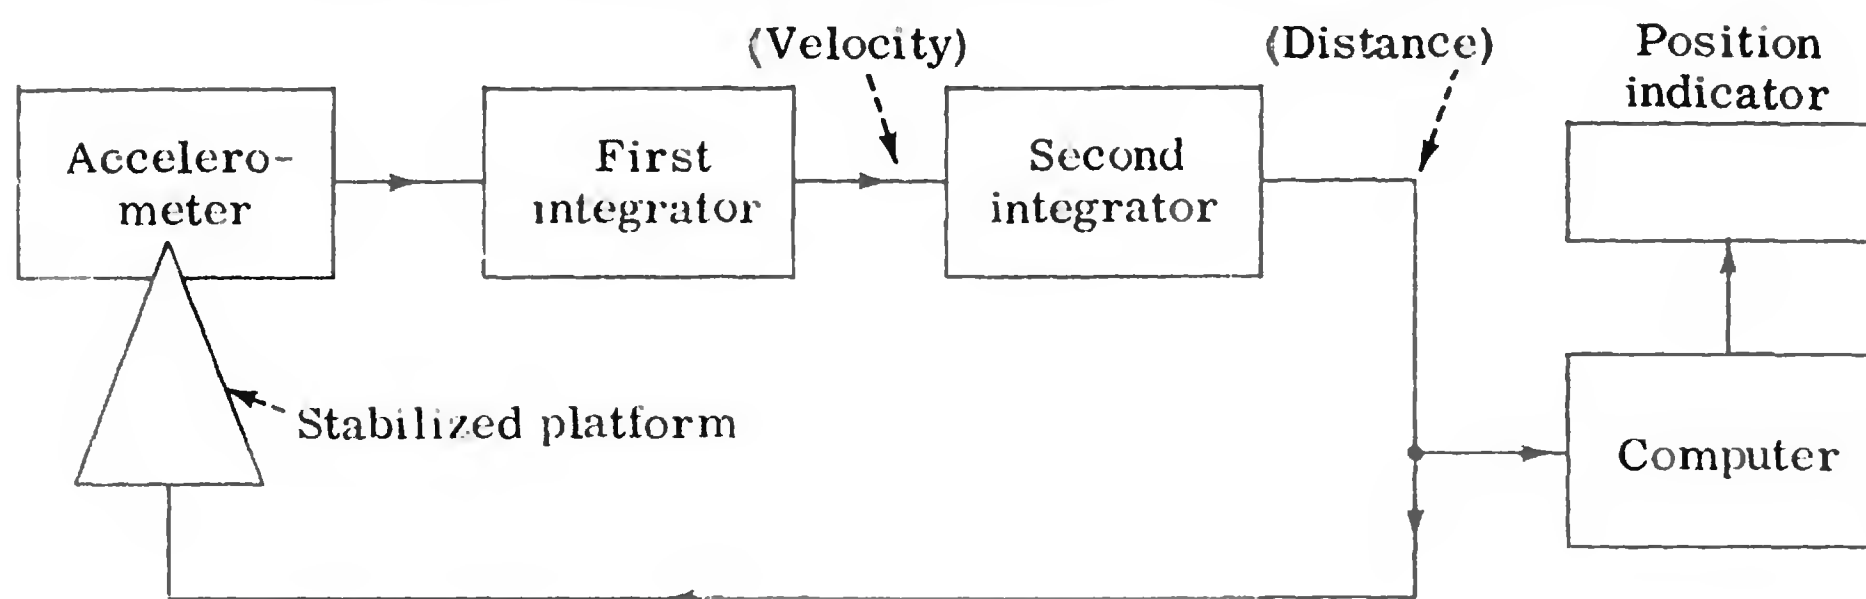 (Velocity)
(Distance)
Position
indicator
Accelero-
meter
First
integrator
Second
integrator
Stabilized platform
Computer